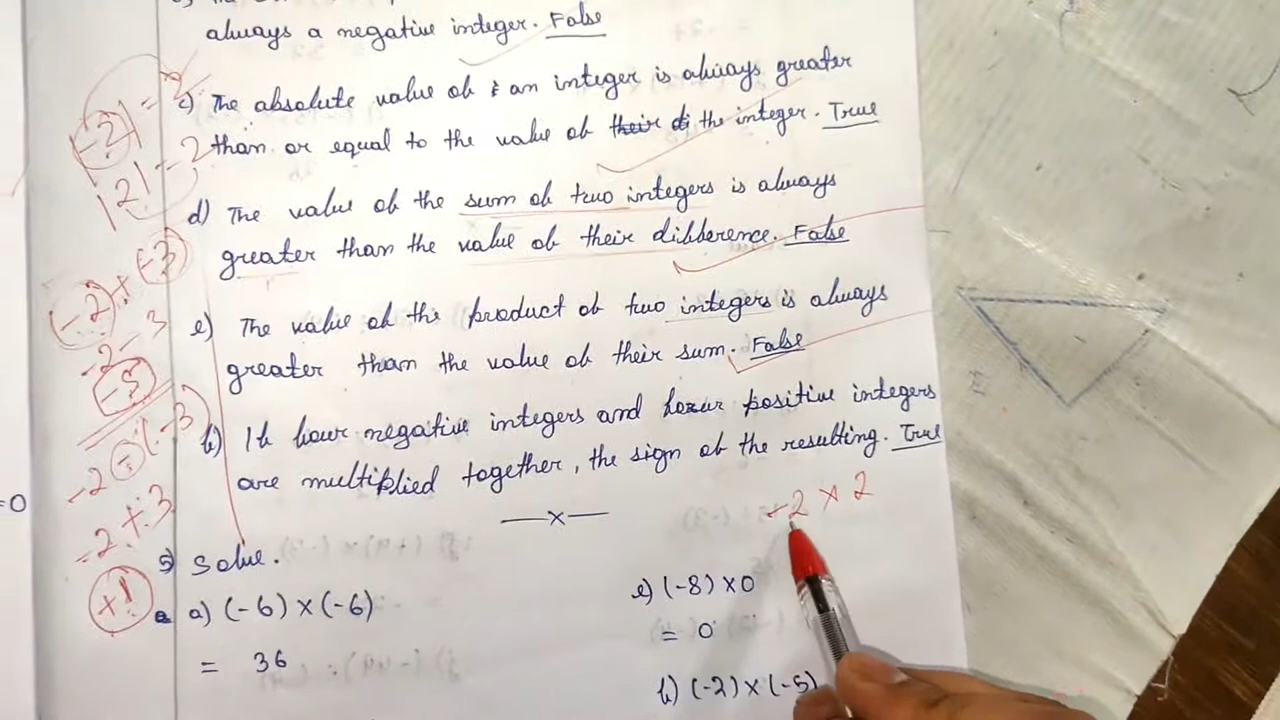 always a negative integer. False
c) The absolute value of an integer is always greater
than or equal to the value of the integer. True
d) The value of the sum of two integers is always
greater than the value of their difference. False
e) The value of this product of two integers is always
greater than the value of their sum. False
f) If four negative integers and four positive integers
are multiplied together, the sign of the resulting. True
—x—
-2 x 2
5) Solve.
a) (-6) x (-6)
= 36
e) (-8) x 0
= 0
f) (-2) x (-5)
|-2| = 2
|2| = 2
(-2) + (-3)
-2 - 3
-5
-2 - (-3)
-2 + 3
+1
=0